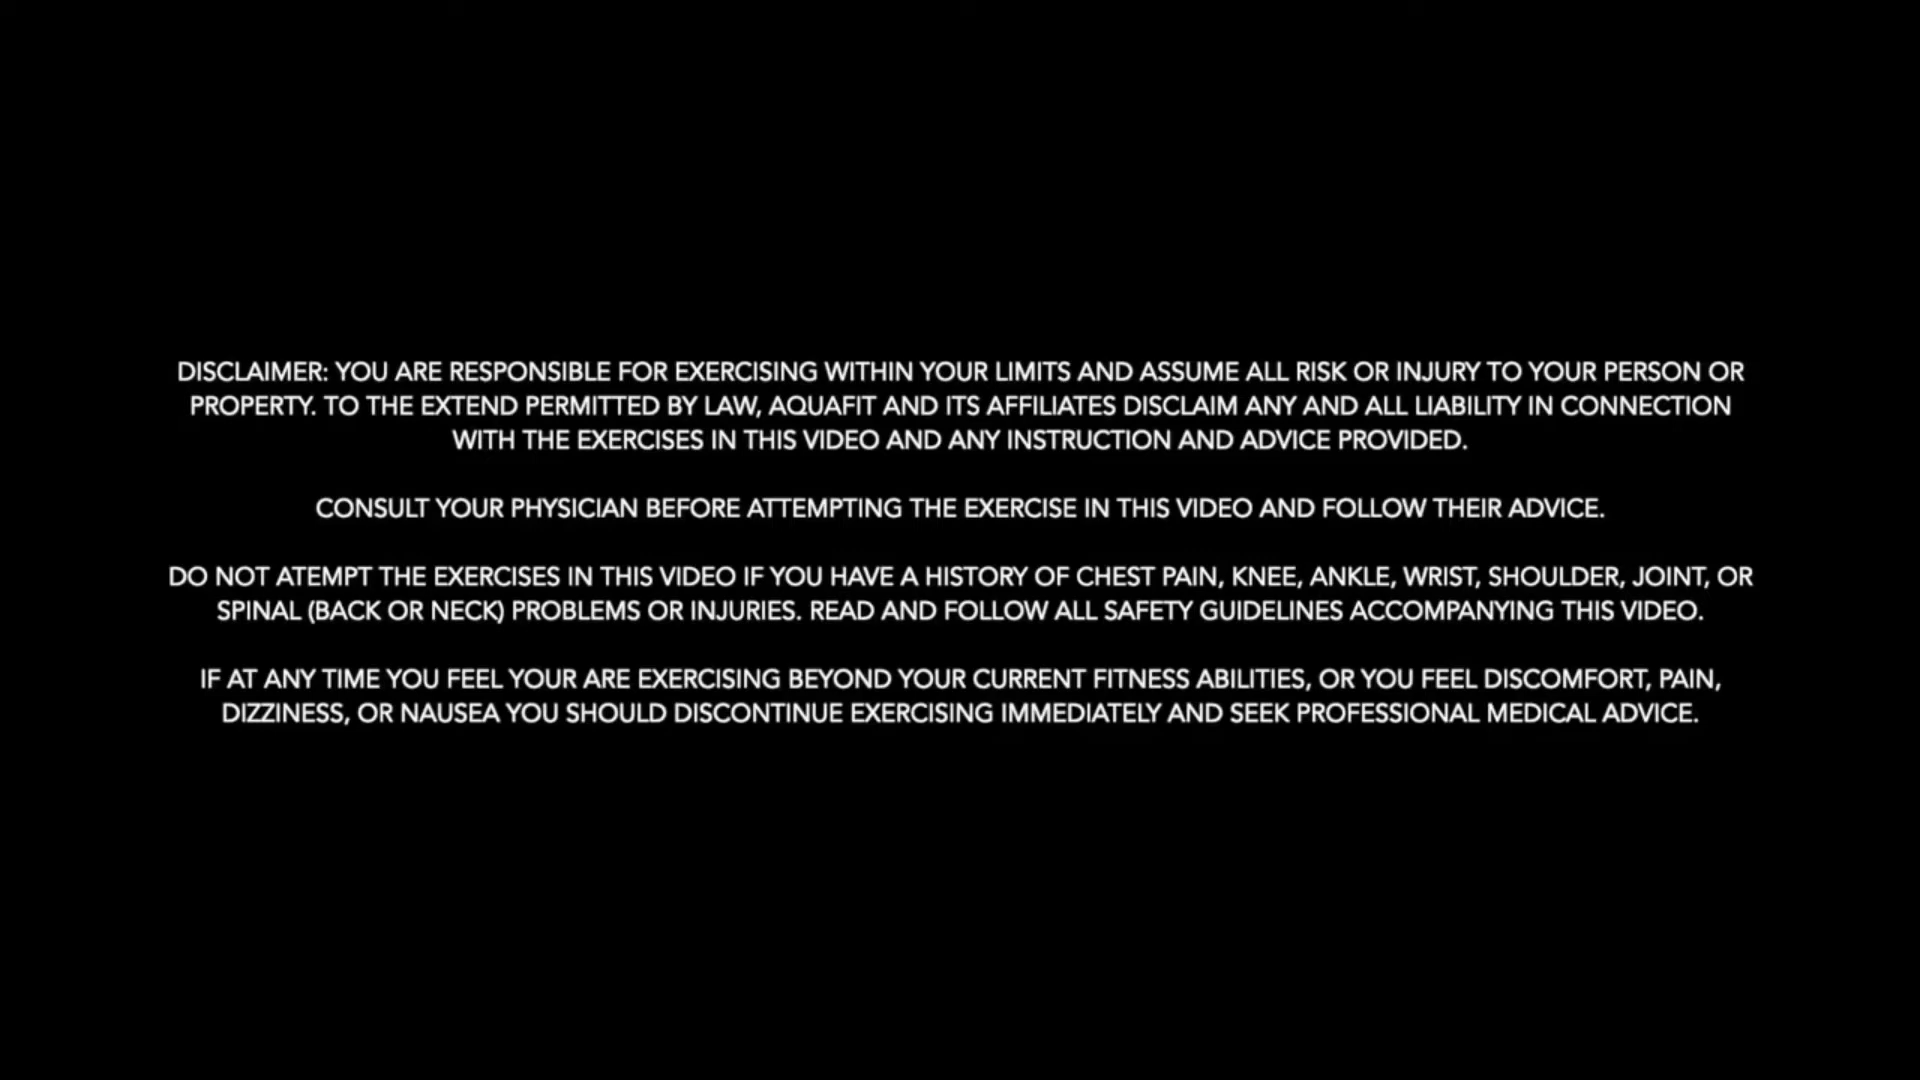 DISCLAIMER: YOU ARE RESPONSIBLE FOR EXERCISING WITHIN YOUR LIMITS AND ASSUME ALL RISK OR INJURY TO YOUR PERSON OR
PROPERTY. TO THE EXTEND PERMITTED BY LAW, AQUAFIT AND ITS AFFILIATES DISCLAIM ANY AND ALL LIABILITY IN CONNECTION
WITH THE EXERCISES IN THIS VIDEO AND ANY INSTRUCTION AND ADVICE PROVIDED.
CONSULT YOUR PHYSICIAN BEFORE ATTEMPTING THE EXERCISE IN THIS VIDEO AND FOLLOW THEIR ADVICE.
DO NOT ATEMPT THE EXERCISES IN THIS VIDEO IF YOU HAVE A HISTORY OF CHEST PAIN, KNEE, ANKLE, WRIST, SHOULDER, JOINT, OR
SPINAL (BACK OR NECK) PROBLEMS OR INJURIES. READ AND FOLLOW ALL SAFETY GUIDELINES ACCOMPANYING THIS VIDEO.
IF AT ANY TIME YOU FEEL YOUR ARE EXERCISING BEYOND YOUR CURRENT FITNESS ABILITIES, OR YOU FEEL DISCOMFORT, PAIN,
DIZZINESS, OR NAUSEA YOU SHOULD DISCONTINUE EXERCISING IMMEDIATELY AND SEEK PROFESSIONAL MEDICAL ADVICE.